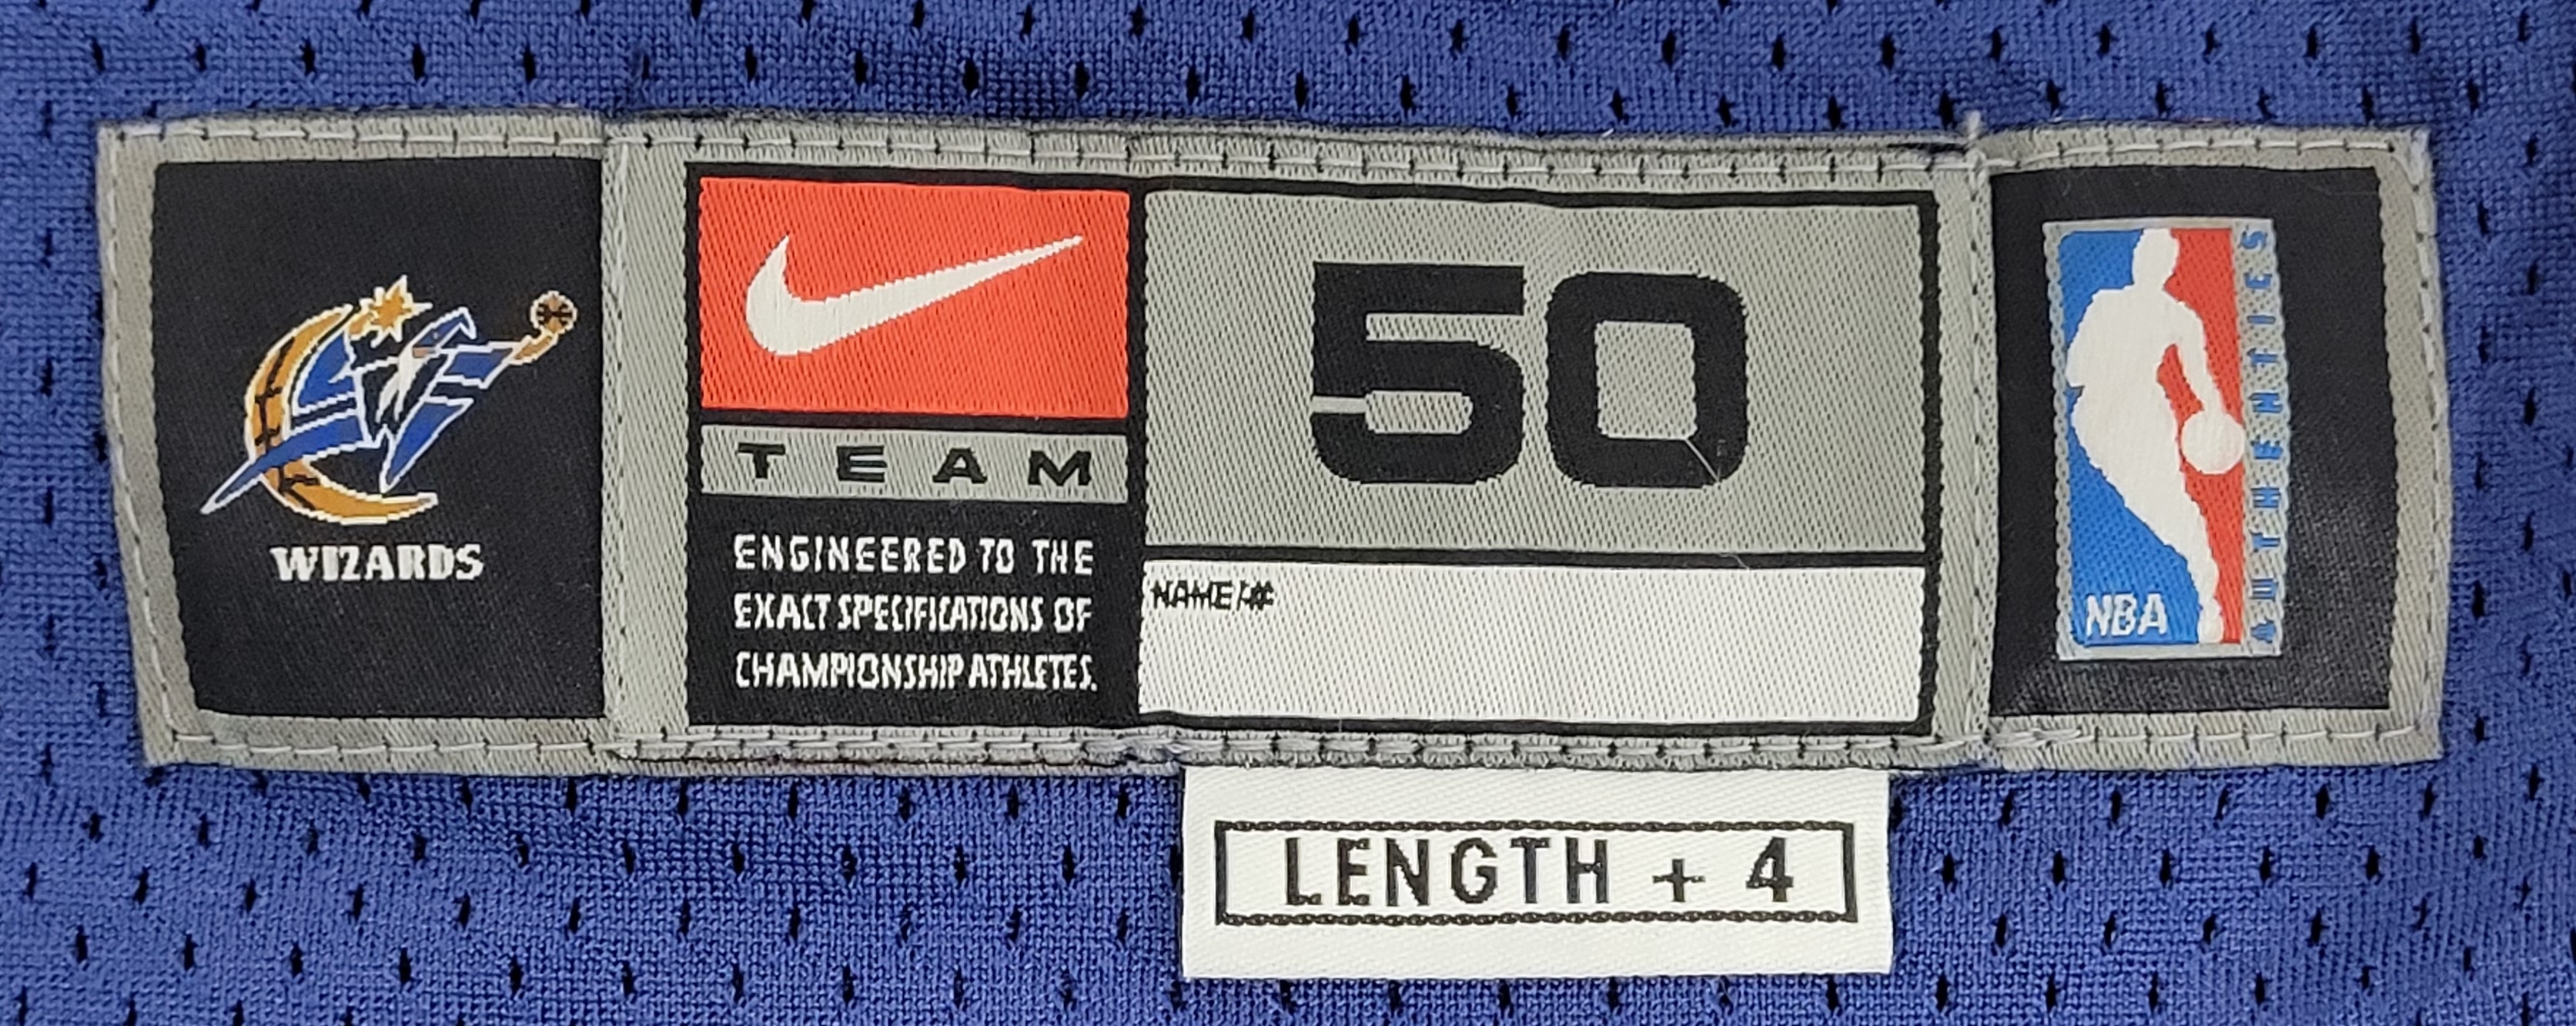 WIZARDS
TEAM
ENGINEERED TO THE
EXACT SPECIFICATIONS OF
CHAMPIONSHIP ATHLETES.
50
NAME/#
LENGTH + 4
NBA
AUTHENTICS